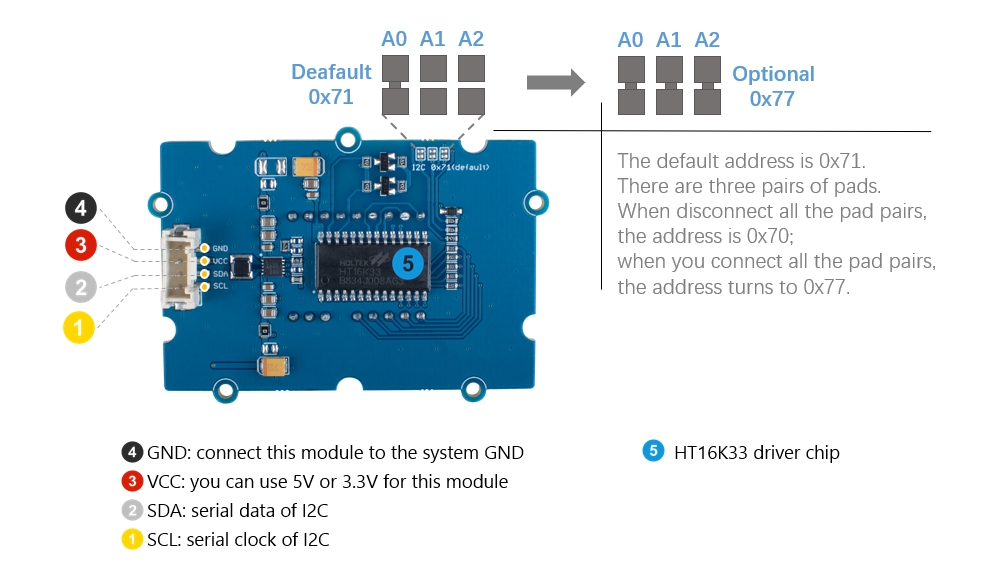 A0 A1 A2
Deafault
0x71
A0 A1 A2
Optional
0x77
The default address is 0x71.
There are three pairs of pads.
When disconnect all the pad pairs,
the address is 0x70;
when you connect all the pad pairs,
the address turns to 0x77.
I2C 0x71(default)
4
3
2
1
GND
VCC
SDA
SCL
HOLTEK
HT16K33
5
4 GND: connect this module to the system GND
3 VCC: you can use 5V or 3.3V for this module
2 SDA: serial data of I2C
1 SCL: serial clock of I2C
5 HT16K33 driver chip